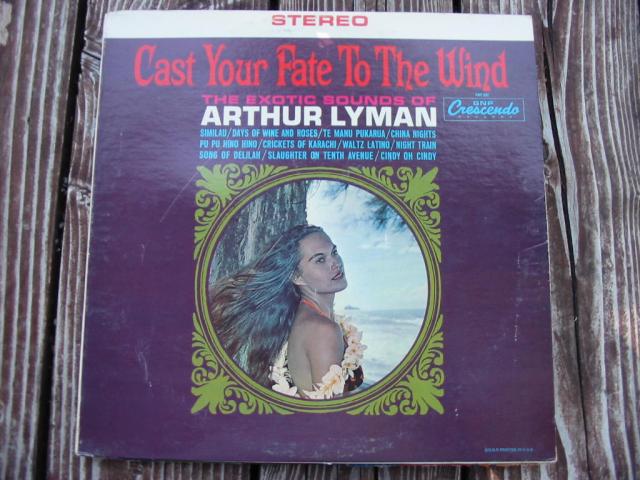 STEREO
Cast Your Fate To The Wind
THE EXOTIC SOUNDS OF
ARTHUR LYMAN
GNP
Crescendo
SIMILAU/DAYS OF WINE AND ROSES/TE MANU PUKARUA/CHINA NIGHTS
PU PU HINO HINO/CRICKETS OF KARACHI/WALTZ LATINO/NIGHT TRAIN
SONG OF DELILAH/SLAUGHTER ON TENTH AVENUE/CINDY OH CINDY